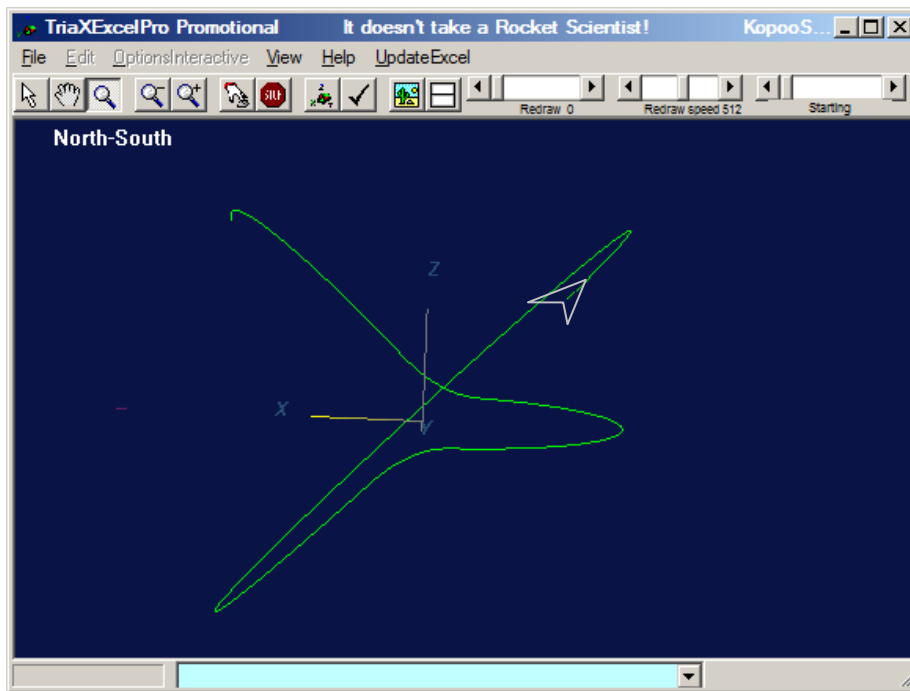 TriaXExcelPro Promotional It doesn't take a Rocket Scientist! KopooS...
File Edit OptionsInteractive View Help UpdateExcel
STOP
Redraw 0 Redraw speed 512 Starting
North-South
Z
X
Y